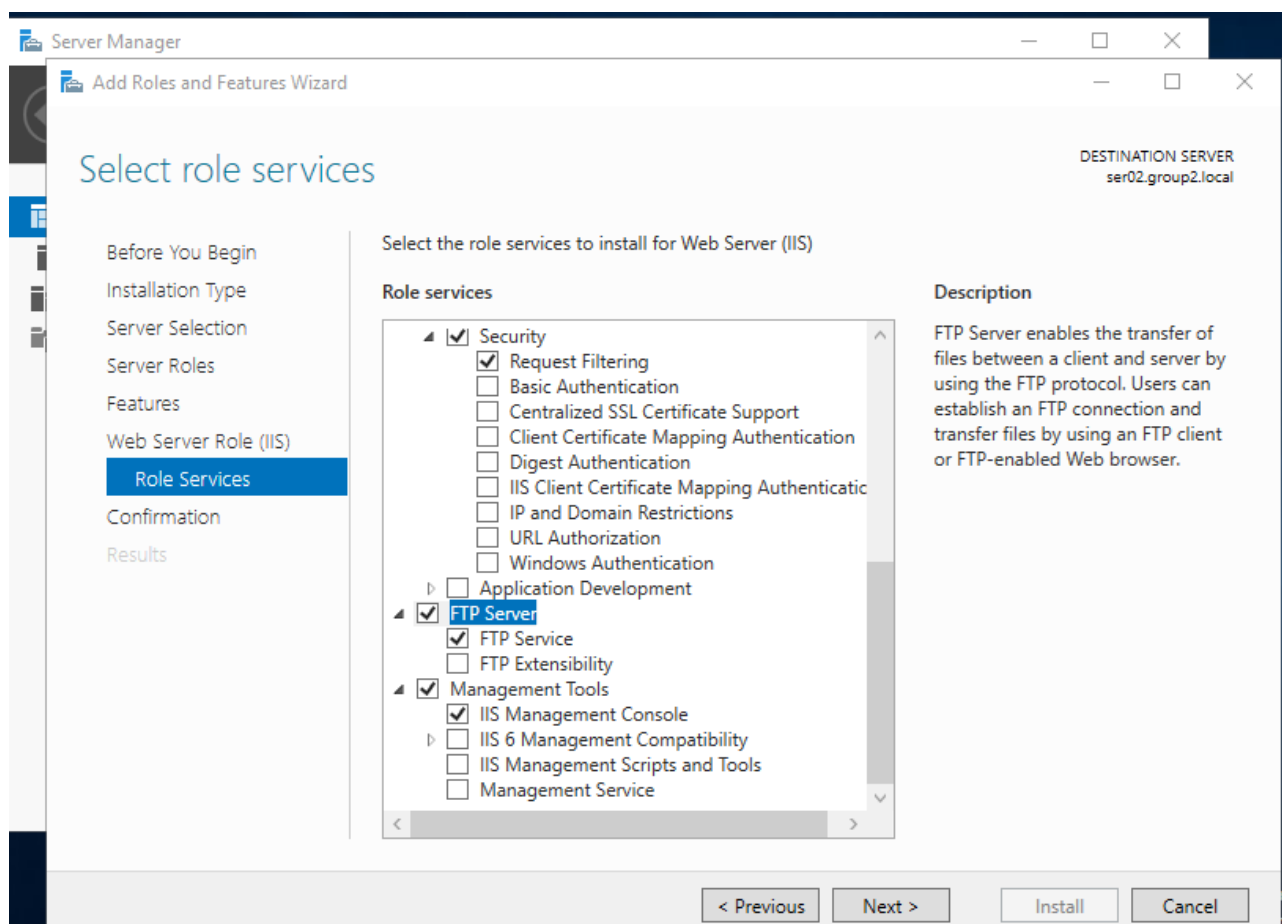 Server Manager
Add Roles and Features Wizard
Select role services
DESTINATION SERVER
ser02.group2.local
Before You Begin
Installation Type
Server Selection
Server Roles
Features
Web Server Role (IIS)
Role Services
Confirmation
Results
Select the role services to install for Web Server (IIS)
Role services
Security
Request Filtering
Basic Authentication
Centralized SSL Certificate Support
Client Certificate Mapping Authentication
Digest Authentication
IIS Client Certificate Mapping Authenticatic
IP and Domain Restrictions
URL Authorization
Windows Authentication
Application Development
FTP Server
FTP Service
FTP Extensibility
Management Tools
IIS Management Console
IIS 6 Management Compatibility
IIS Management Scripts and Tools
Management Service
Description
FTP Server enables the transfer of
files between a client and server by
using the FTP protocol. Users can
establish an FTP connection and
transfer files by using an FTP client
or FTP-enabled Web browser.
< Previous
Next >
Install
Cancel